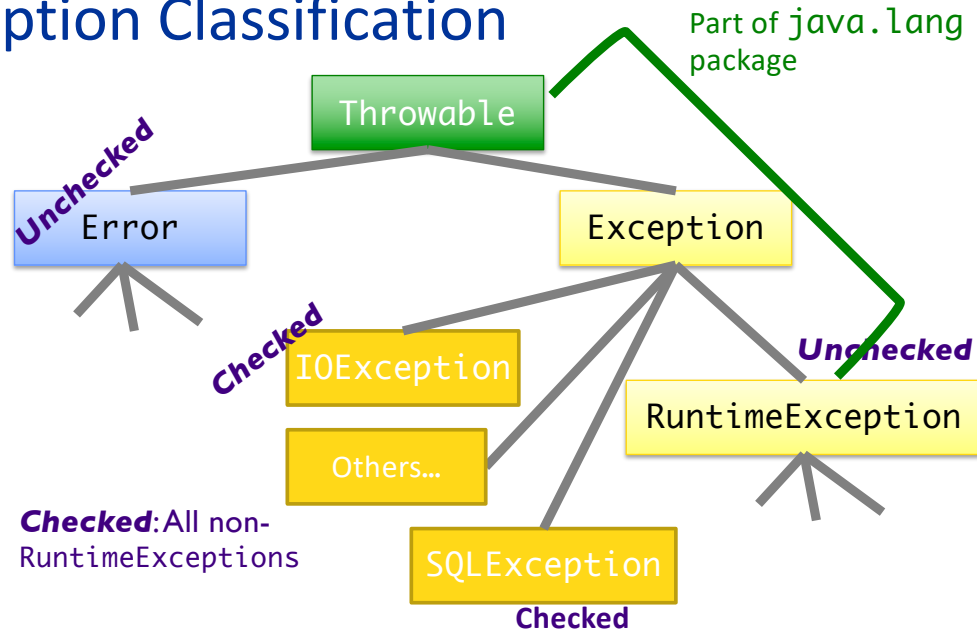 ption Classification
Part of java.lang
package
Throwable
Unchecked
Error
Exception
Checked
IOException
Unchecked
RuntimeException
Others...
Checked: All non-
RuntimeExceptions
SQLException
Checked